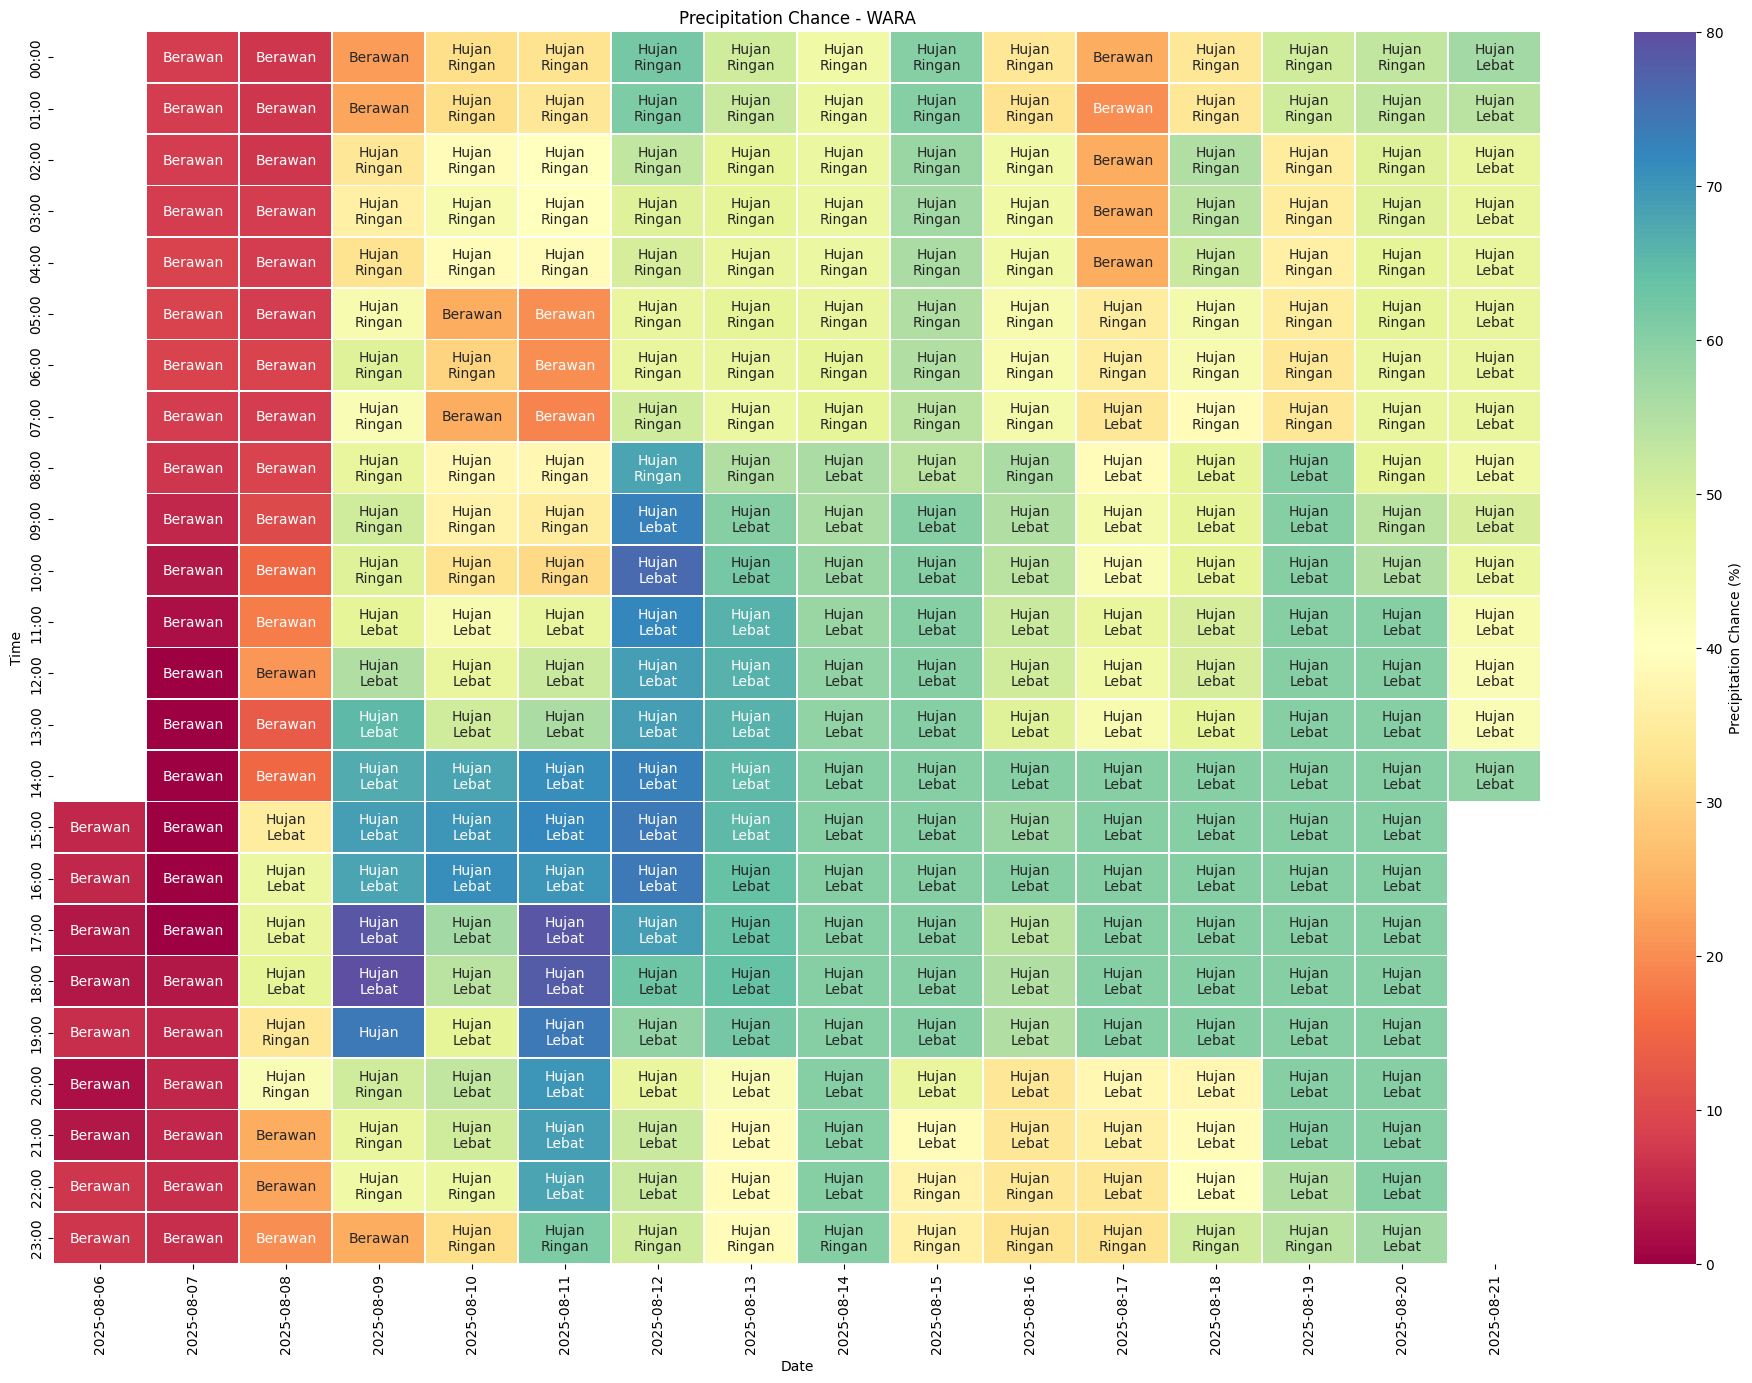 Precipitation Chance - WARA
00:00 Berawan Berawan Berawan Hujan Ringan Hujan Ringan Hujan Ringan Hujan Ringan Hujan Ringan Hujan Ringan Hujan Ringan Berawan Hujan Ringan Hujan Ringan Hujan Ringan Hujan Lebat
01:00 Berawan Berawan Berawan Hujan Ringan Hujan Ringan Hujan Ringan Hujan Ringan Hujan Ringan Hujan Ringan Hujan Ringan Berawan Hujan Ringan Hujan Ringan Hujan Ringan Hujan Lebat
02:00 Berawan Berawan Hujan Ringan Hujan Ringan Hujan Ringan Hujan Ringan Hujan Ringan Hujan Ringan Hujan Ringan Hujan Ringan Berawan Hujan Ringan Hujan Ringan Hujan Ringan Hujan Lebat
03:00 Berawan Berawan Hujan Ringan Hujan Ringan Hujan Ringan Hujan Ringan Hujan Ringan Hujan Ringan Hujan Ringan Hujan Ringan Berawan Hujan Ringan Hujan Ringan Hujan Ringan Hujan Lebat
04:00 Berawan Berawan Hujan Ringan Hujan Ringan Hujan Ringan Hujan Ringan Hujan Ringan Hujan Ringan Hujan Ringan Hujan Ringan Berawan Hujan Ringan Hujan Ringan Hujan Ringan Hujan Lebat
05:00 Berawan Berawan Hujan Ringan Berawan Berawan Hujan Ringan Hujan Ringan Hujan Ringan Hujan Ringan Hujan Ringan Hujan Ringan Hujan Ringan Hujan Ringan Hujan Ringan Hujan Lebat
06:00 Berawan Berawan Hujan Ringan Hujan Ringan Berawan Hujan Ringan Hujan Ringan Hujan Ringan Hujan Ringan Hujan Ringan Hujan Ringan Hujan Ringan Hujan Ringan Hujan Ringan Hujan Lebat
07:00 Berawan Berawan Hujan Ringan Berawan Berawan Hujan Ringan Hujan Ringan Hujan Ringan Hujan Ringan Hujan Ringan Hujan Lebat Hujan Ringan Hujan Ringan Hujan Ringan Hujan Lebat
08:00 Berawan Berawan Hujan Ringan Hujan Ringan Hujan Ringan Hujan Ringan Hujan Ringan Hujan Lebat Hujan Lebat Hujan Ringan Hujan Lebat Hujan Lebat Hujan Lebat Hujan Ringan Hujan Lebat
09:00 Berawan Berawan Hujan Ringan Hujan Ringan Hujan Ringan Hujan Lebat Hujan Lebat Hujan Lebat Hujan Lebat Hujan Lebat Hujan Lebat Hujan Lebat Hujan Lebat Hujan Ringan Hujan Lebat
10:00 Berawan Berawan Hujan Ringan Hujan Ringan Hujan Ringan Hujan Lebat Hujan Lebat Hujan Lebat Hujan Lebat Hujan Lebat Hujan Lebat Hujan Lebat Hujan Lebat Hujan Lebat Hujan Lebat
11:00 Berawan Berawan Hujan Lebat Hujan Lebat Hujan Lebat Hujan Lebat Hujan Lebat Hujan Lebat Hujan Lebat Hujan Lebat Hujan Lebat Hujan Lebat Hujan Lebat Hujan Lebat Hujan Lebat
12:00 Berawan Berawan Hujan Lebat Hujan Lebat Hujan Lebat Hujan Lebat Hujan Lebat Hujan Lebat Hujan Lebat Hujan Lebat Hujan Lebat Hujan Lebat Hujan Lebat Hujan Lebat Hujan Lebat
13:00 Berawan Berawan Hujan Lebat Hujan Lebat Hujan Lebat Hujan Lebat Hujan Lebat Hujan Lebat Hujan Lebat Hujan Lebat Hujan Lebat Hujan Lebat Hujan Lebat Hujan Lebat Hujan Lebat
14:00 Berawan Berawan Hujan Lebat Hujan Lebat Hujan Lebat Hujan Lebat Hujan Lebat Hujan Lebat Hujan Lebat Hujan Lebat Hujan Lebat Hujan Lebat Hujan Lebat Hujan Lebat Hujan Lebat
15:00 Berawan Berawan Hujan Lebat Hujan Lebat Hujan Lebat Hujan Lebat Hujan Lebat Hujan Lebat Hujan Lebat Hujan Lebat Hujan Lebat Hujan Lebat Hujan Lebat Hujan Lebat Hujan Lebat
16:00 Berawan Berawan Hujan Lebat Hujan Lebat Hujan Lebat Hujan Lebat Hujan Lebat Hujan Lebat Hujan Lebat Hujan Lebat Hujan Lebat Hujan Lebat Hujan Lebat Hujan Lebat Hujan Lebat
17:00 Berawan Berawan Hujan Lebat Hujan Lebat Hujan Lebat Hujan Lebat Hujan Lebat Hujan Lebat Hujan Lebat Hujan Lebat Hujan Lebat Hujan Lebat Hujan Lebat Hujan Lebat Hujan Lebat
18:00 Berawan Berawan Hujan Lebat Hujan Lebat Hujan Lebat Hujan Lebat Hujan Lebat Hujan Lebat Hujan Lebat Hujan Lebat Hujan Lebat Hujan Lebat Hujan Lebat Hujan Lebat Hujan Lebat
19:00 Berawan Berawan Hujan Ringan Hujan Hujan Lebat Hujan Lebat Hujan Lebat Hujan Lebat Hujan Lebat Hujan Lebat Hujan Lebat Hujan Lebat Hujan Lebat Hujan Lebat Hujan Lebat
20:00 Berawan Berawan Hujan Ringan Hujan Ringan Hujan Lebat Hujan Lebat Hujan Lebat Hujan Lebat Hujan Lebat Hujan Lebat Hujan Lebat Hujan Lebat Hujan Lebat Hujan Lebat Hujan Lebat
21:00 Berawan Berawan Berawan Hujan Ringan Hujan Lebat Hujan Lebat Hujan Lebat Hujan Lebat Hujan Lebat Hujan Lebat Hujan Lebat Hujan Lebat Hujan Lebat Hujan Lebat Hujan Lebat
22:00 Berawan Berawan Berawan Hujan Ringan Hujan Ringan Hujan Lebat Hujan Lebat Hujan Lebat Hujan Lebat Hujan Ringan Hujan Ringan Hujan Lebat Hujan Lebat Hujan Lebat Hujan Lebat
23:00 Berawan Berawan Berawan Berawan Hujan Ringan Hujan Ringan Hujan Ringan Hujan Ringan Hujan Ringan Hujan Ringan Hujan Ringan Hujan Ringan Hujan Ringan Hujan Ringan Hujan Lebat
Time
2025-08-06 2025-08-07 2025-08-08 2025-08-09 2025-08-10 2025-08-11 2025-08-12 2025-08-13 2025-08-14 2025-08-15 2025-08-16 2025-08-17 2025-08-18 2025-08-19 2025-08-20 2025-08-21
Date
80
70
60
50
40
30
20
10
0
Precipitation Chance (%)